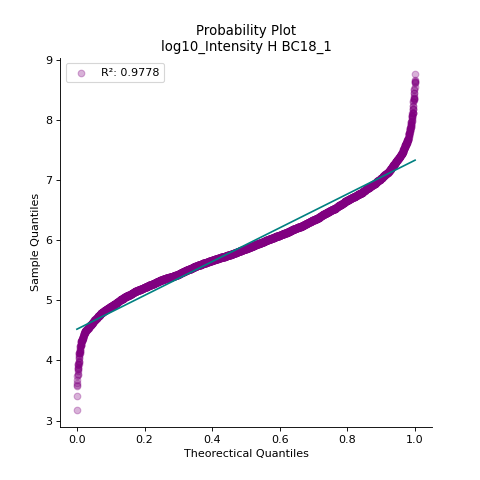 Probability Plot
log10_Intensity H BC18_1
R²: 0.9778
9
8
7
6
5
4
3
Sample Quantiles
0.0 0.2 0.4 0.6 0.8 1.0
Theorectical Quantiles